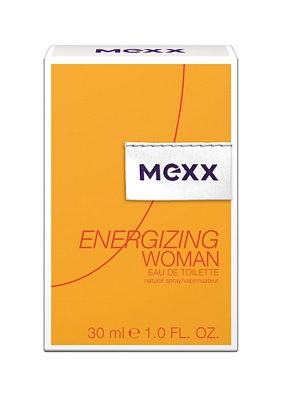 mexx
mexx
ENERGIZING
WOMAN
EAU DE TOILETTE
natural spray/vaporisateur
30 ml ℮ 1.0 FL. OZ.